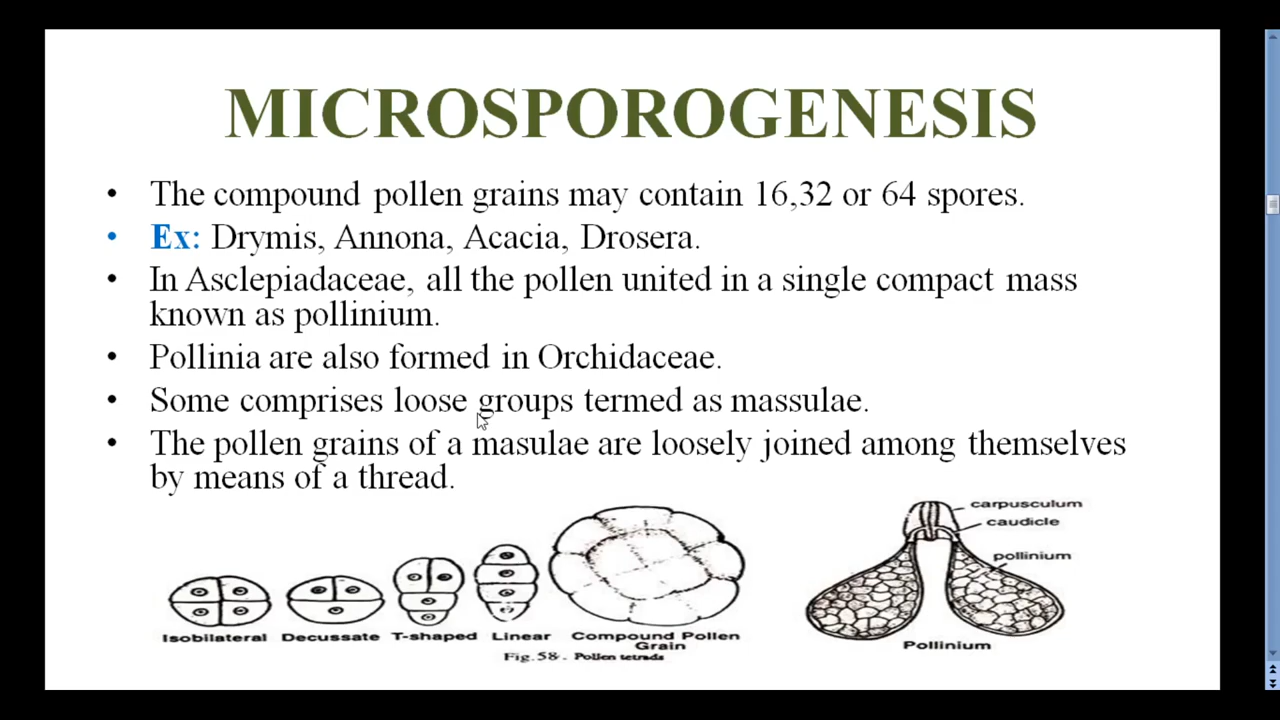 MICROSPOROGENESIS
• The compound pollen grains may contain 16,32 or 64 spores.
• Ex: Drymis, Annona, Acacia, Drosera.
• In Asclepiadaceae, all the pollen united in a single compact mass
known as pollinium.
• Pollinia are also formed in Orchidaceae.
• Some comprises loose groups termed as massulae.
• The pollen grains of a masulae are loosely joined among themselves
by means of a thread.
carpusculum
caudicle
pollinium
Isobilateral Decussate T-shaped Linear Compound Pollen
Grain
Pollinium
Fig. 58. Pollen tetrads